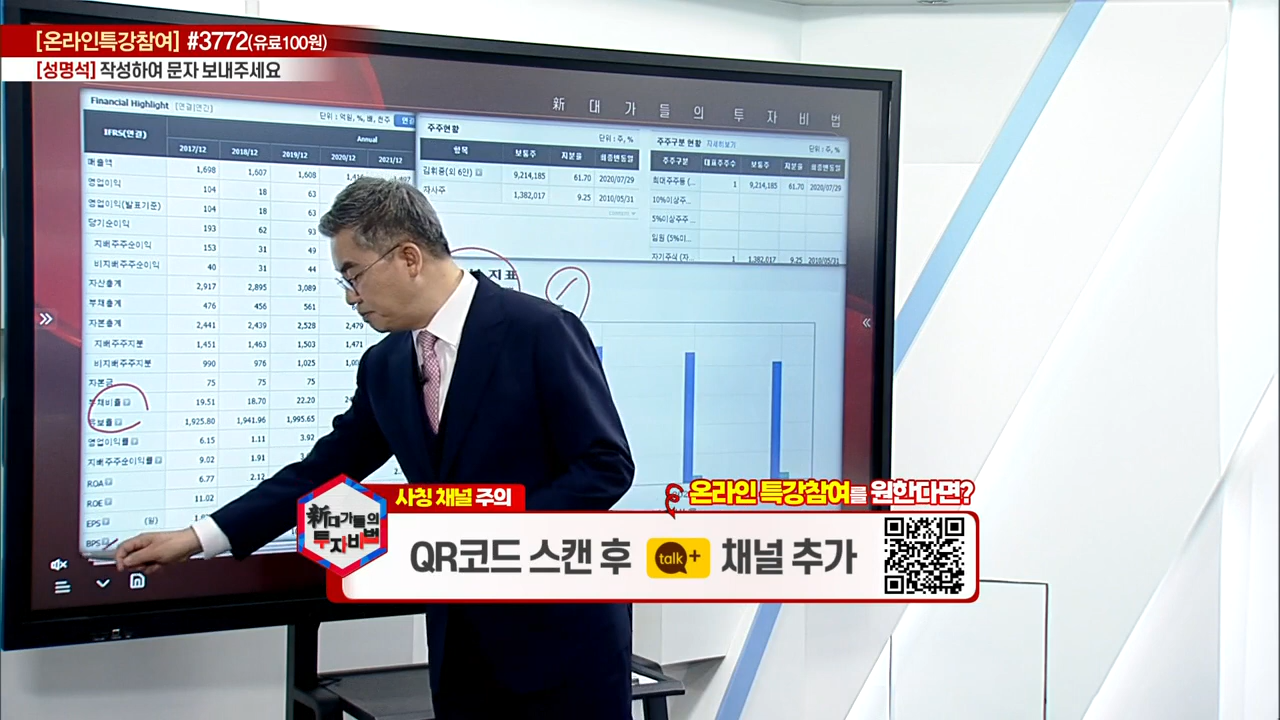 [온라인특강참여] #3772(유료100원)
[성명석] 작성하여 문자 보내주세요
新 대 가 들 의 투 자 비 법
Financial Highlight [연결|연간]
단위 : 억원, %, 배, 천주
IFRS(연결) Annual
2017/12 2018/12 2019/12 2020/12 2021/12
매출액 1,698 1,607 1,608
영업이익 104 18 63
영업이익(발표기준) 104 18 63
당기순이익 193 62 93
지배주주순이익 153 31 49
비지배주주순이익 40 31 44
자산총계 2,917 2,895 3,089
부채총계 476 456 561
자본총계 2,441 2,439 2,528 2,479
지배주주지분 1,451 1,463 1,503 1,471
비지배주주지분 990 976 1,025
자본금 75 75 75
부채비율 19.51 18.70 22.20
유보율 1,925.80 1,941.96 1,995.65
영업이익률 6.15 1.11 3.92
지배주주순이익률 9.02 1.91
ROA 6.77 2.12
ROE 11.02
EPS (원)
BPS
주주현황 단위 : 주, %
항목 보통주 지분율 최종변동일
김휘중(외 6인) 9,214,185 61.70 2020/07/29
자사주 1,382,017 9.25 2010/05/31
주주구분 현황 자세히보기 단위 : 주, %
주주구분 대표주주수 보통주 지분율 최종변동일
최대주주등 (... 1 9,214,185 61.70 2020/07/29
10%이상주...
5%이상주주 ...
임원 (5%미...
자기주식 (자... 1 1,382,017 9.25 2010/05/31
지표
사칭 채널 주의
온라인 특강참여를 원한다면?
新대가들의
투자비법
QR코드 스캔 후 talk+ 채널 추가